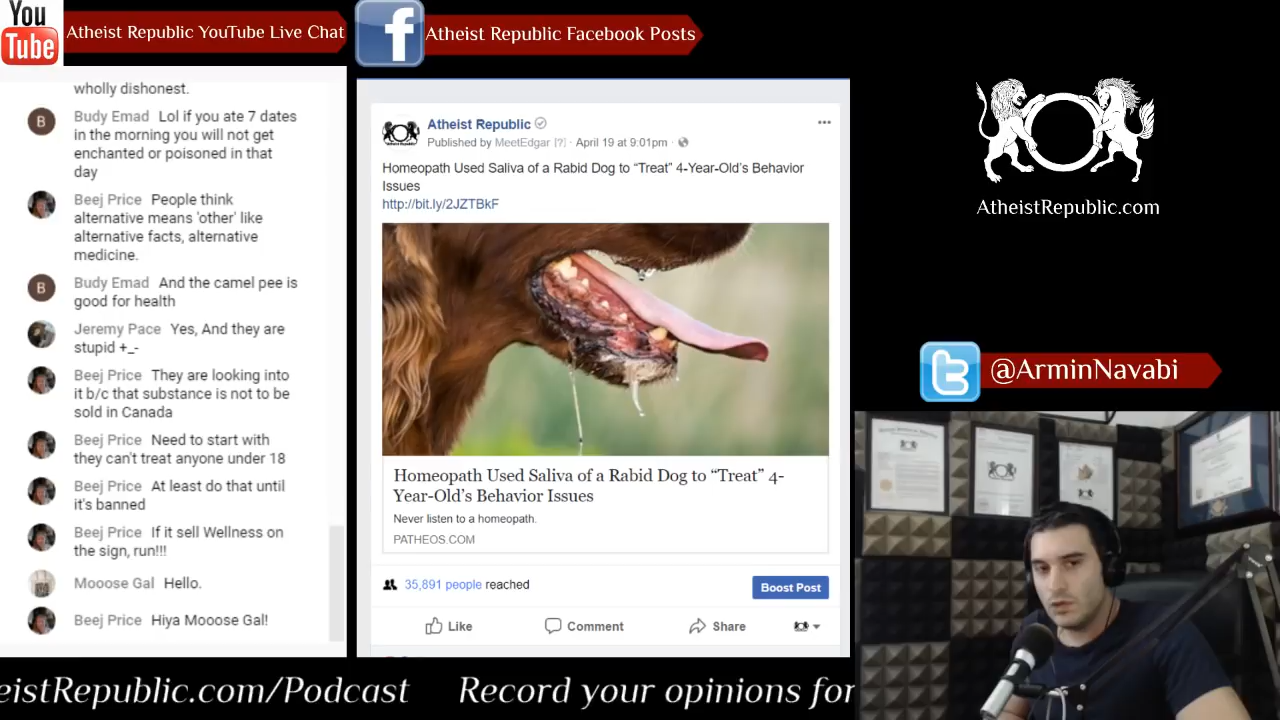 You
Tube
Atheist Republic YouTube Live Chat
f
Atheist Republic Facebook Posts
wholly dishonest.
B
Budy Emad Lol if you ate 7 dates
in the morning you will not get
enchanted or poisoned in that
day
Beej Price People think
alternative means 'other' like
alternative facts, alternative
medicine.
B
Budy Emad And the camel pee is
good for health
Jeremy Pace Yes, And they are
stupid +_-
Beej Price They are looking into
it b/c that substance is not to be
sold in Canada
Beej Price Need to start with
they can't treat anyone under 18
Beej Price At least do that until
it's banned
Beej Price If it sell Wellness on
the sign, run!!!
Mooose Gal Hello.
Beej Price Hiya Mooose Gal!
Atheist Republic
Published by MeetEdgar [?] · April 19 at 9:01pm ·
Homeopath Used Saliva of a Rabid Dog to “Treat” 4-Year-Old’s Behavior
Issues
http://bit.ly/2JZTBkF
Homeopath Used Saliva of a Rabid Dog to “Treat” 4-
Year-Old’s Behavior Issues
Never listen to a homeopath.
PATHEOS.COM
35,891 people reached
Boost Post
Like
Comment
Share
AtheistRepublic.com
t
@ArminNavabi
eistRepublic.com/Podcast Record your opinions for